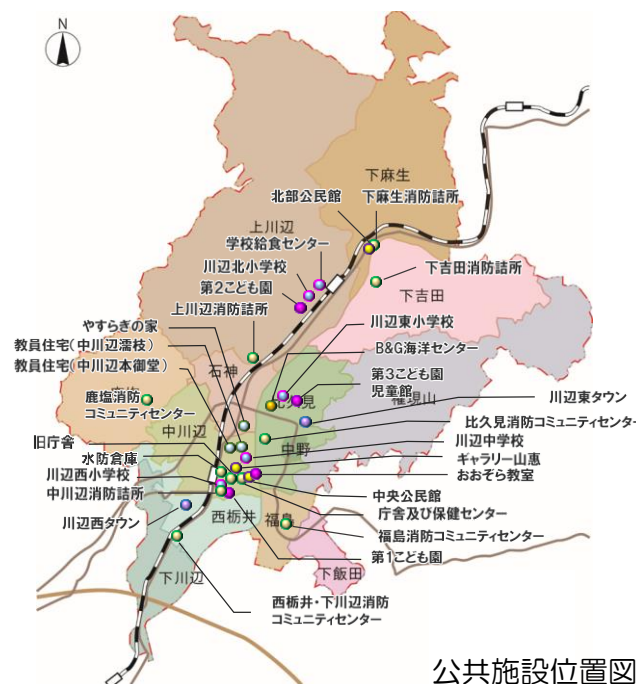 N
下麻生
北部公民館
下麻生消防詰所
上川辺
学校給食センター
川辺北小学校
第2こども園
上川辺消防詰所
下吉田消防詰所
下吉田
やすらぎの家
教員住宅(中川辺濡枝)
教員住宅(中川辺本御堂)
石神
川辺東小学校
B&G海洋センター
第3こども園
児童館
鹿塩消防
コミュニティセンター
比久見
川辺東タウン
中川辺
中野
比久見消防コミュニティセンター
旧庁舎
川辺中学校
水防倉庫
ギャラリー山恵
川辺西小学校
おおぞら教室
中川辺消防詰所
中央公民館
川辺西タウン
西栃井
福島
庁舎及び保健センター
福島消防コミュニティセンター
第1こども園
下川辺
下飯田
西栃井・下川辺消防
コミュニティセンター
公共施設位置図